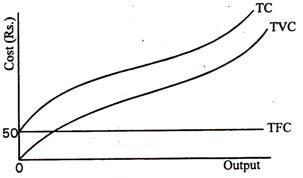 TC
TVC
Cost (Rs.)
50
TFC
0
Output